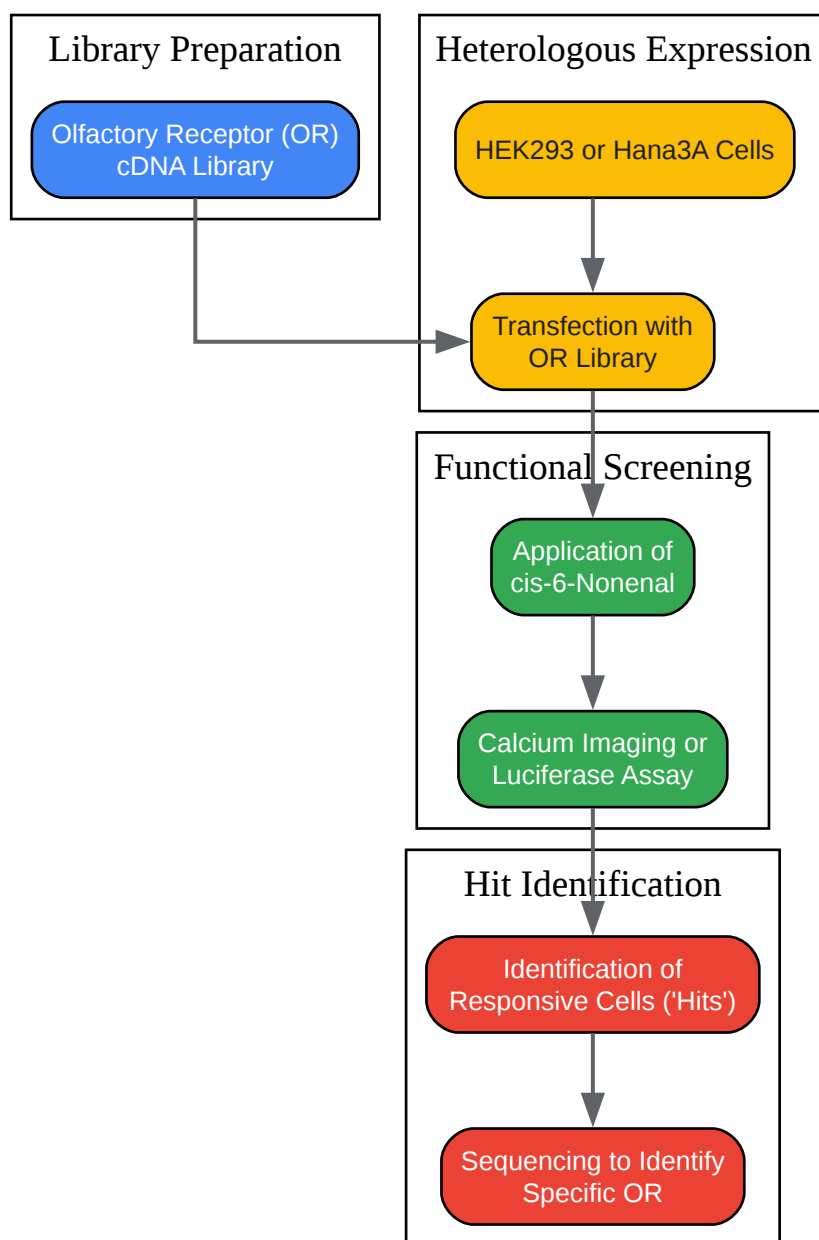 Library Preparation
Olfactory Receptor (OR)
cDNA Library
Heterologous Expression
HEK293 or Hana3A Cells
Transfection with
OR Library
Functional Screening
Application of
cis-6-Nonenal
Calcium Imaging or
Luciferase Assay
Hit Identification
Identification of
Responsive Cells ('Hits')
Sequencing to Identify
Specific OR